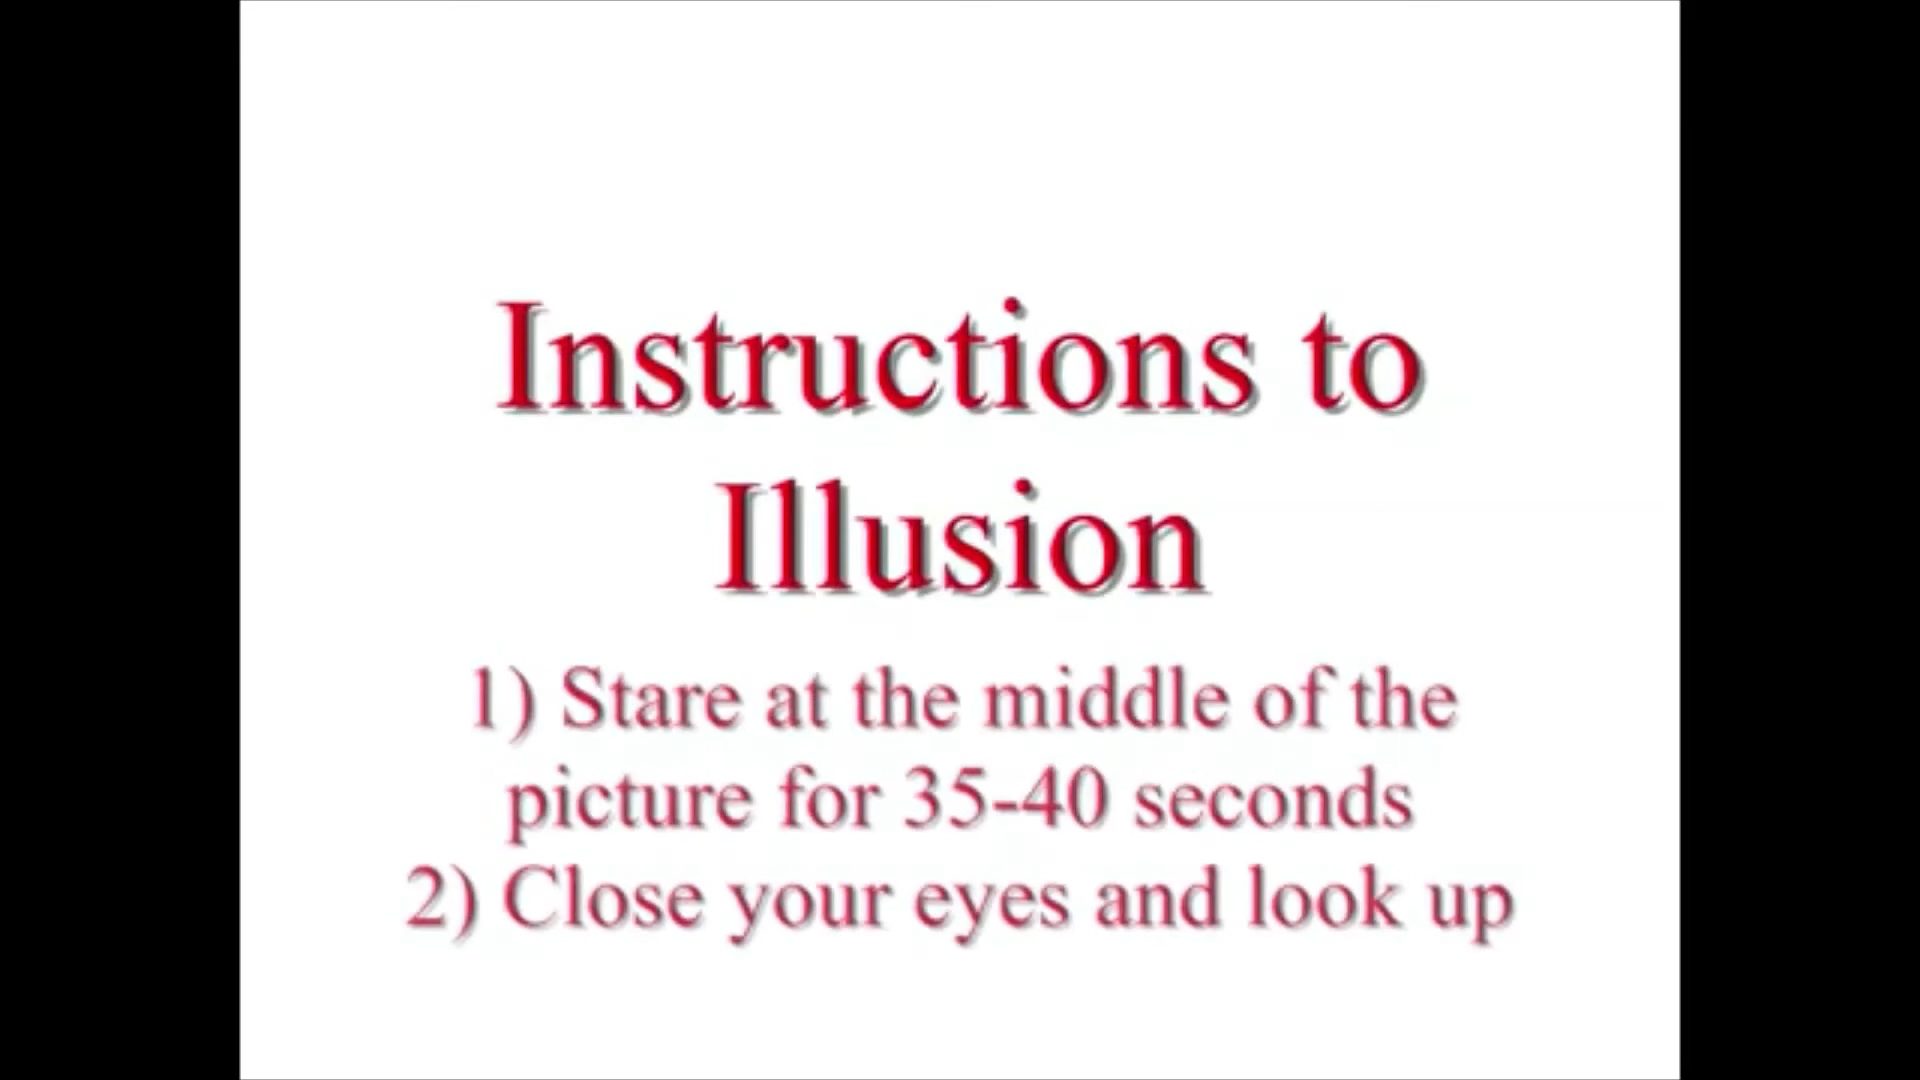 Instructions to
Illusion
1) Stare at the middle of the
picture for 35-40 seconds
2) Close your eyes and look up